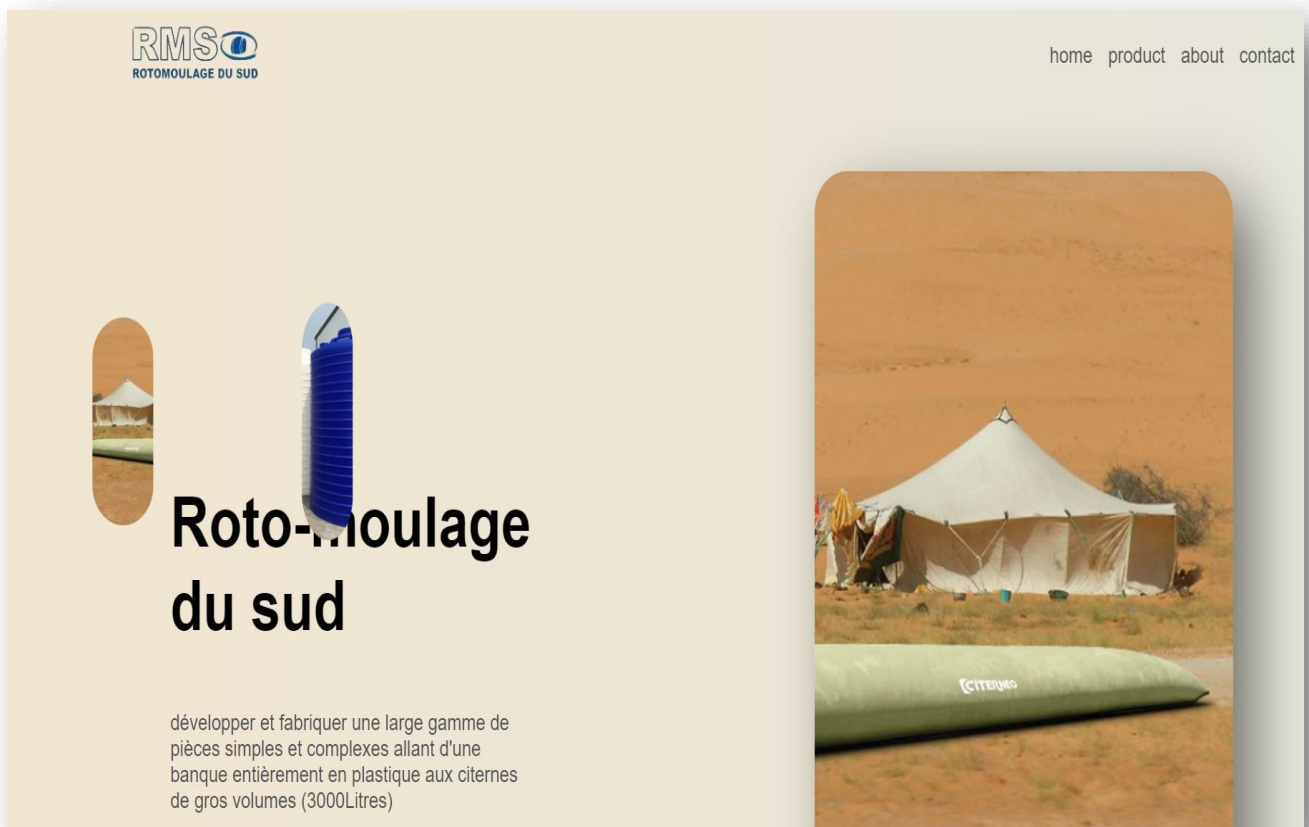 RMS
ROTOMOULAGE DU SUD
home product about contact
Roto-moulage
du sud
développer et fabriquer une large gamme de
pièces simples et complexes allant d'une
banque entièrement en plastique aux citernes
de gros volumes (3000Litres)
CITERNEO